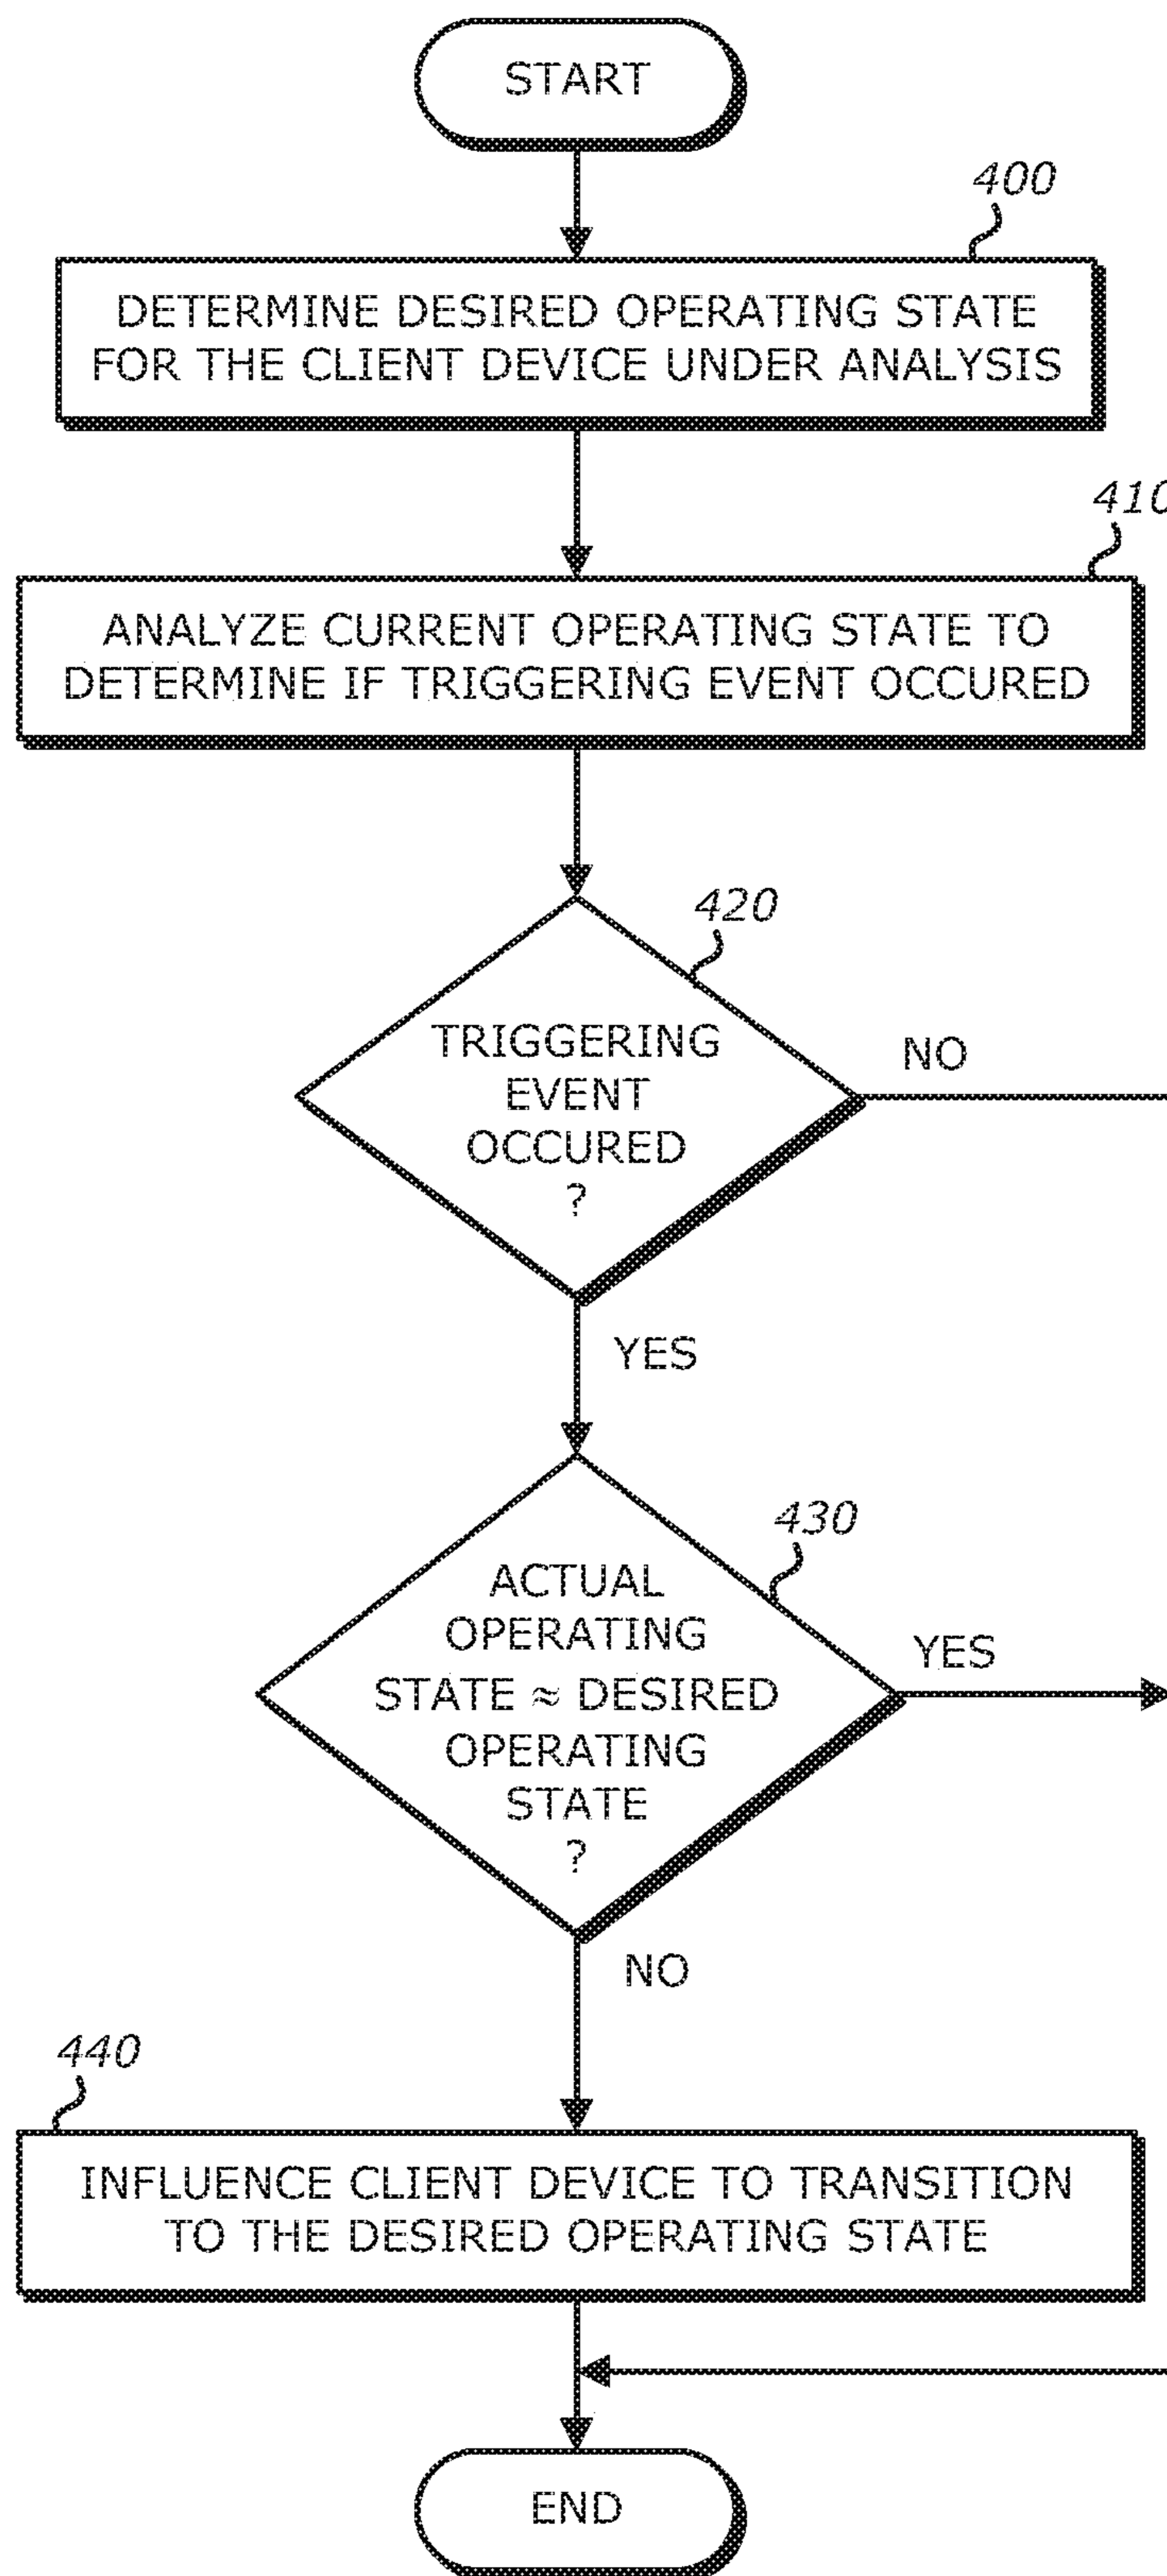 START
400
DETERMINE DESIRED OPERATING STATE
FOR THE CLIENT DEVICE UNDER ANALYSIS
410
ANALYZE CURRENT OPERATING STATE TO
DETERMINE IF TRIGGERING EVENT OCCURED
420
TRIGGERING
EVENT
OCCURED
?
NO
YES
430
ACTUAL
OPERATING
STATE ≈ DESIRED
OPERATING
STATE
?
YES
NO
440
INFLUENCE CLIENT DEVICE TO TRANSITION
TO THE DESIRED OPERATING STATE
END